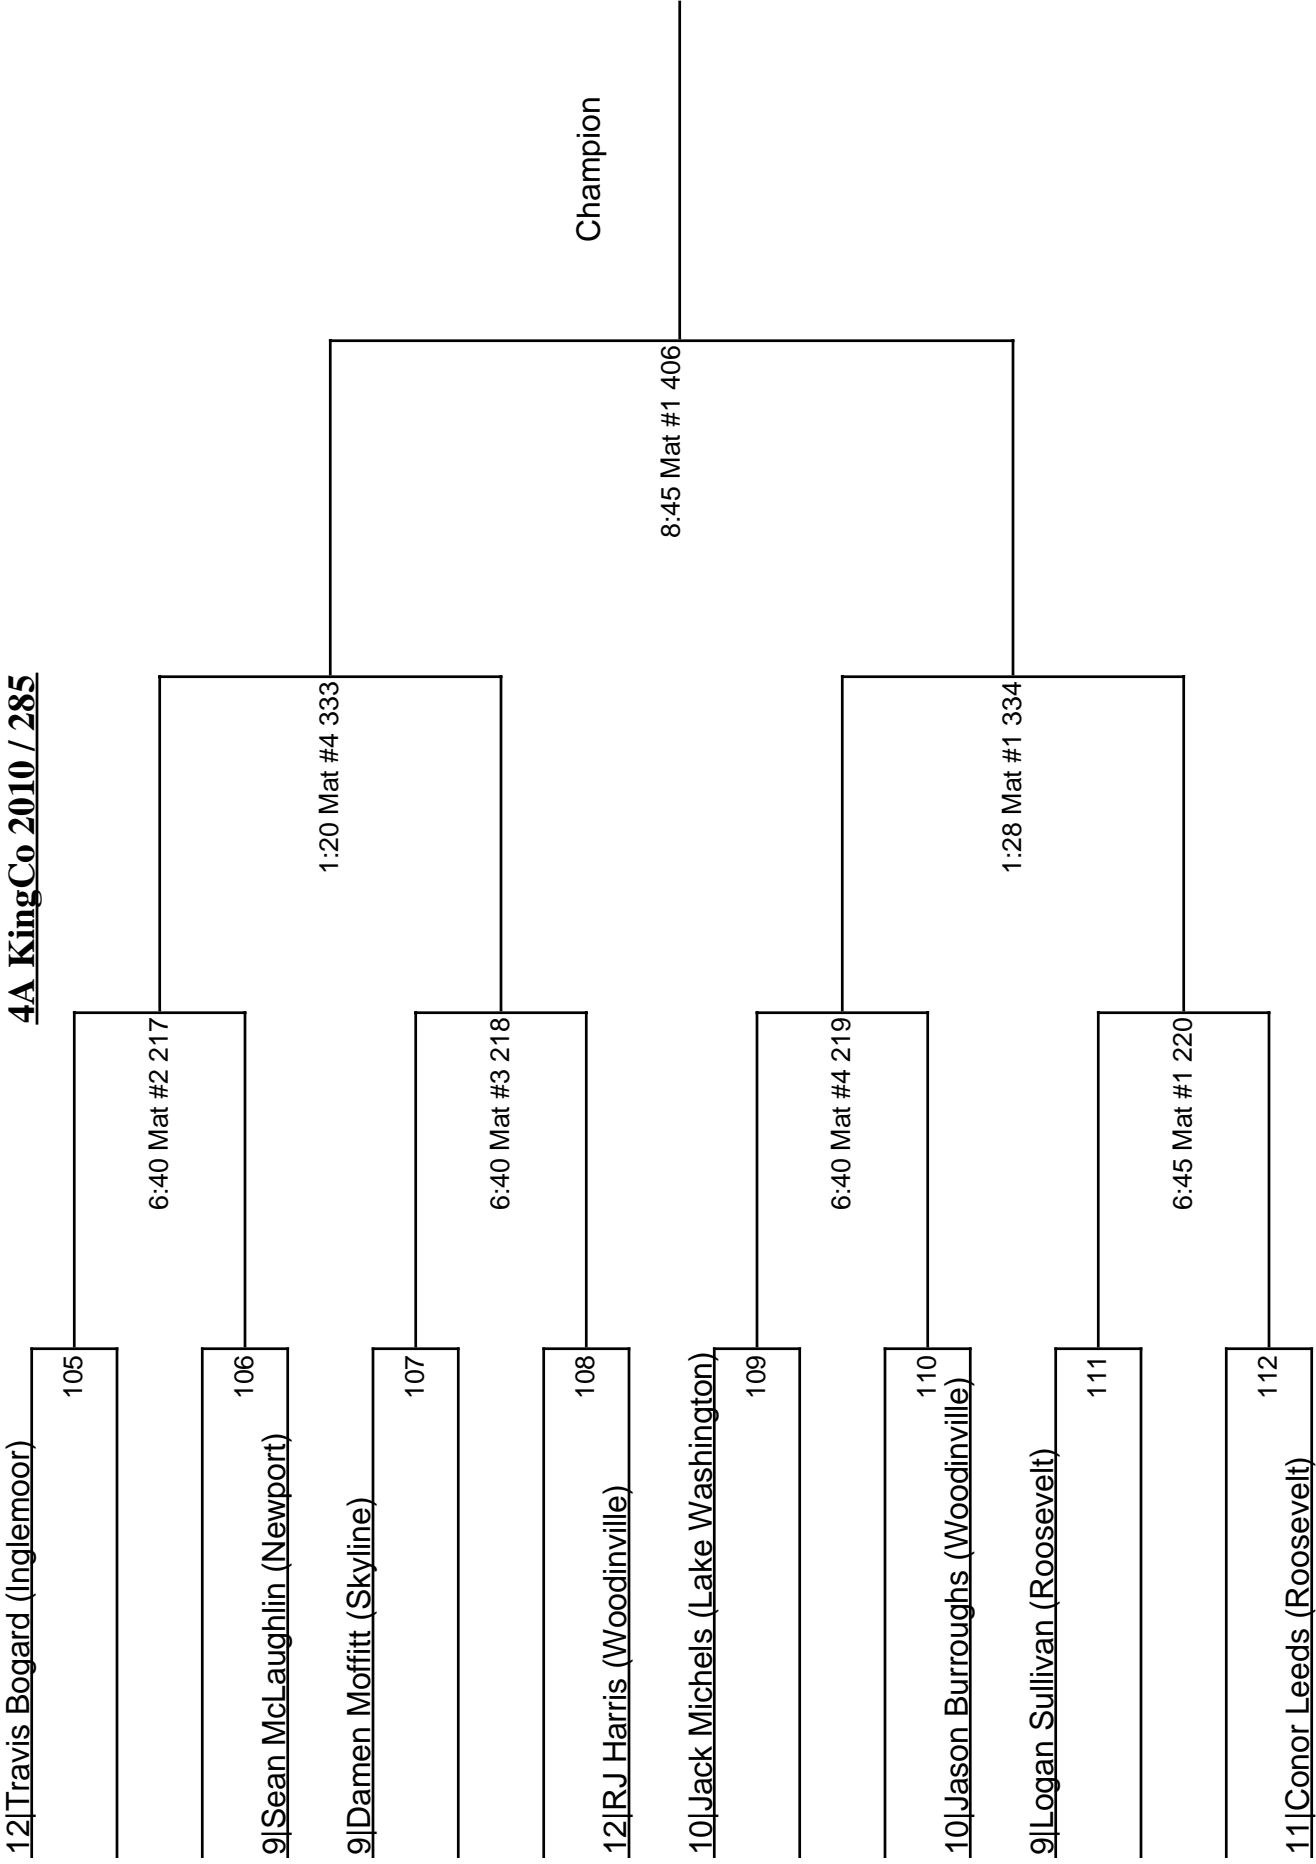 4A KingCo 2010 / 285
12|Travis Bogard (Inglemoor)
105
9|Sean McLaughlin (Newport)
106
9|Damen Moffitt (Skyline)
107
12|RJ Harris (Woodinville)
108
10|Jack Michels (Lake Washington)
109
10|Jason Burroughs (Woodinville)
110
9|Logan Sullivan (Roosevelt)
111
11|Conor Leeds (Roosevelt)
112
6:40 Mat #2 217
6:40 Mat #3 218
6:40 Mat #4 219
6:45 Mat #1 220
1:20 Mat #4 333
1:28 Mat #1 334
8:45 Mat #1 406
Champion